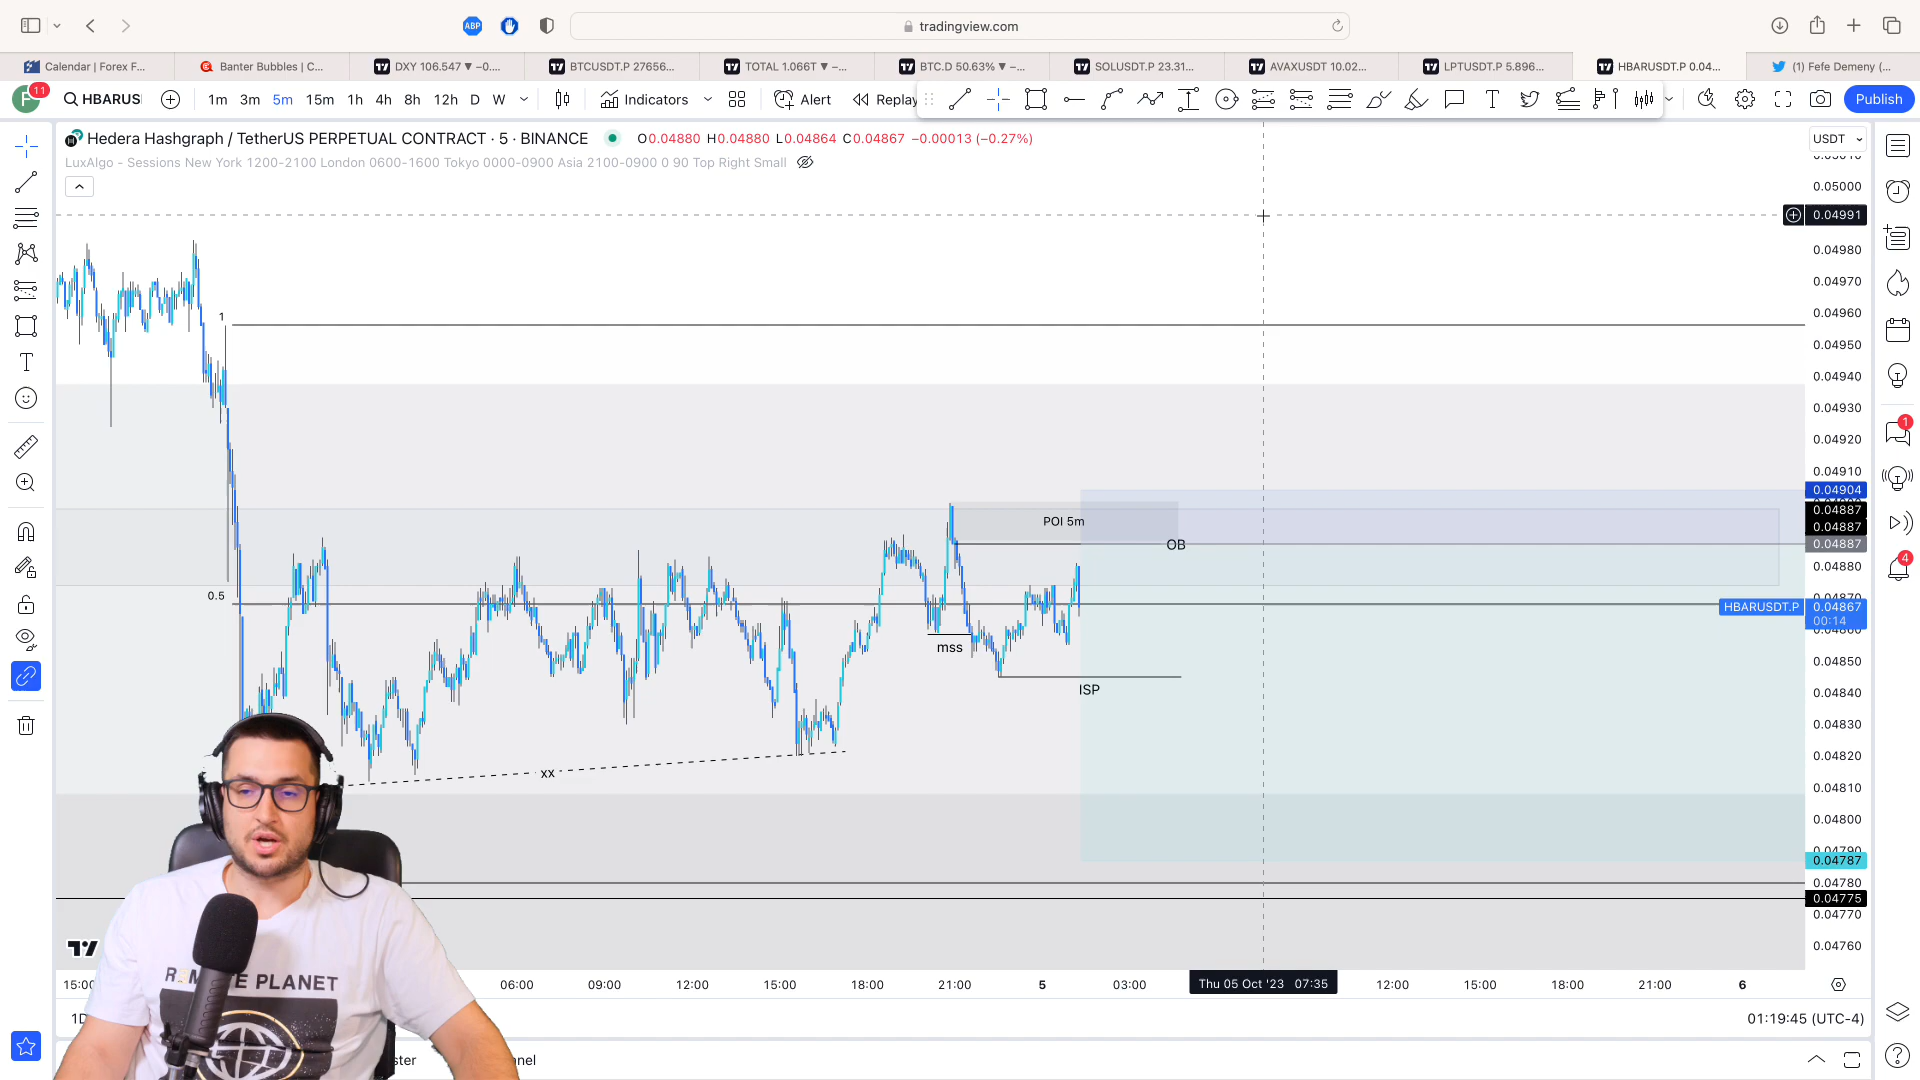 ABP
tradingview.com
Calendar | Forex F...
Banter Bubbles | C...
DXY 106.547 ▼ −0....
BTCUSDT.P 27656...
TOTAL 1.066T ▼ −...
BTC.D 50.63% ▼ −...
SOLUSDT.P 23.31...
AVAXUSDT 10.02...
LPTUSDT.P 5.896...
HBARUSDT.P 0.04...
(1) Fefe Demeny (...
F 11
HBARUS
1m 3m 5m 15m 1h 4h 8h 12h D W
Indicators
Alert
Replay
Publish
Hedera Hashgraph / TetherUS PERPETUAL CONTRACT · 5 · BINANCE
O0.04880 H0.04880 L0.04864 C0.04867 −0.00013 (−0.27%)
USDT
LuxAlgo - Sessions New York 1200-2100 London 0600-1600 Tokyo 0000-0900 Asia 2100-0900 0 90 Top Right Small
0.05000
0.04991
0.04980
0.04970
0.04960
1
0.04950
0.04940
0.04930
0.04920
1
0.04910
0.04904
0.04887
POI 5m
0.04887
OB
0.04887
0.04880
4
0.5
HBARUSDT.P
0.04867
00:14
mss
0.04850
ISP
0.04840
0.04830
0.04820
xx
0.04810
0.04800
0.04787
0.04780
0.04775
0.04770
0.04760
REMOTE PLANET
15:00
06:00 09:00 12:00 15:00 18:00 21:00 5 03:00
Thu 05 Oct '23 07:35
12:00 15:00 18:00 21:00 6
1D
01:19:45 (UTC-4)